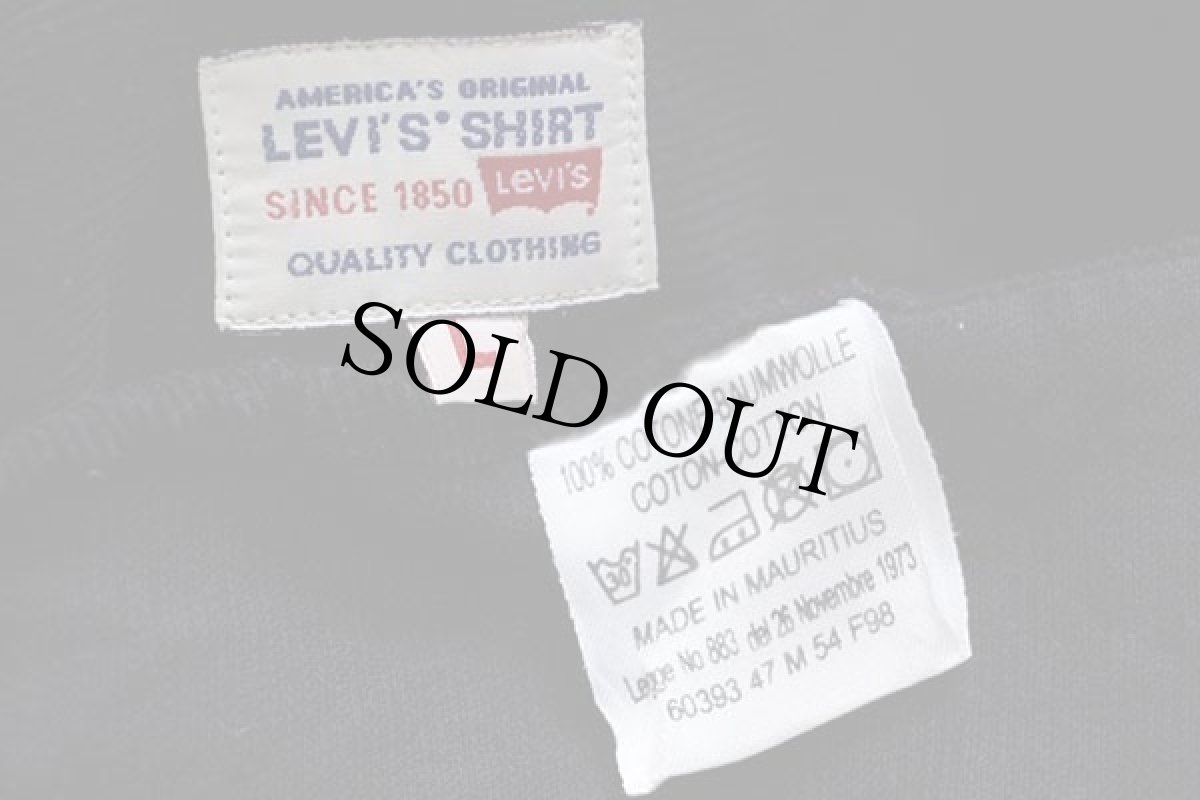 AMERICA'S ORIGINAL
LEVI'S® SHIRT
SINCE 1850 Levi's
QUALITY CLOTHING
L
SOLD OUT
100% COTONE-BAUMWOLLE
COTON-COTTON
30°
MADE IN MAURITIUS
Legge No 883 del 26 Novembre 1973
60393 47 M 54 F98